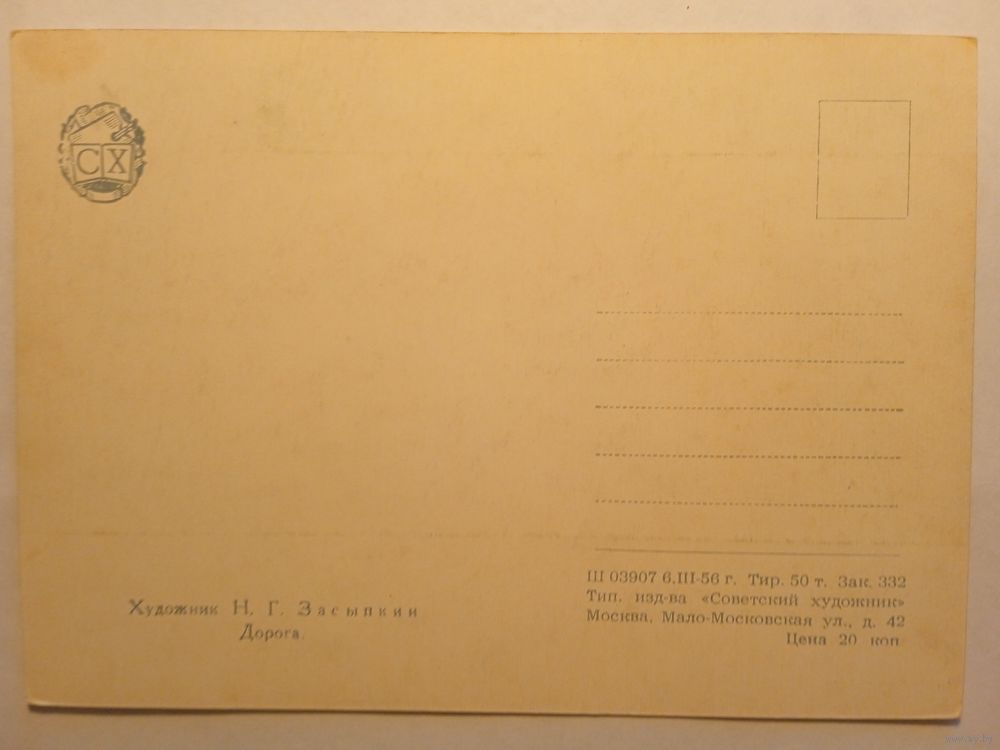 СХ
Художник Н. Г. Засыпкин
Дорога.
Ш 03907 6.III-56 г. Тир. 50 т. Зак. 332
Тип. изд-ва «Советский художник»
Москва, Мало-Московская ул., д. 42
Цена 20 коп.